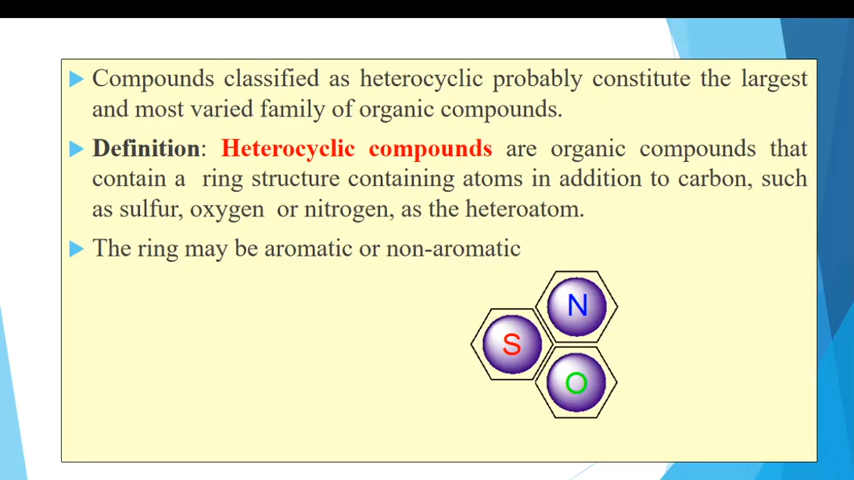 Compounds classified as heterocyclic probably constitute the largest
and most varied family of organic compounds.
Definition: Heterocyclic compounds are organic compounds that
contain a ring structure containing atoms in addition to carbon, such
as sulfur, oxygen or nitrogen, as the heteroatom.
The ring may be aromatic or non-aromatic
N
S
O